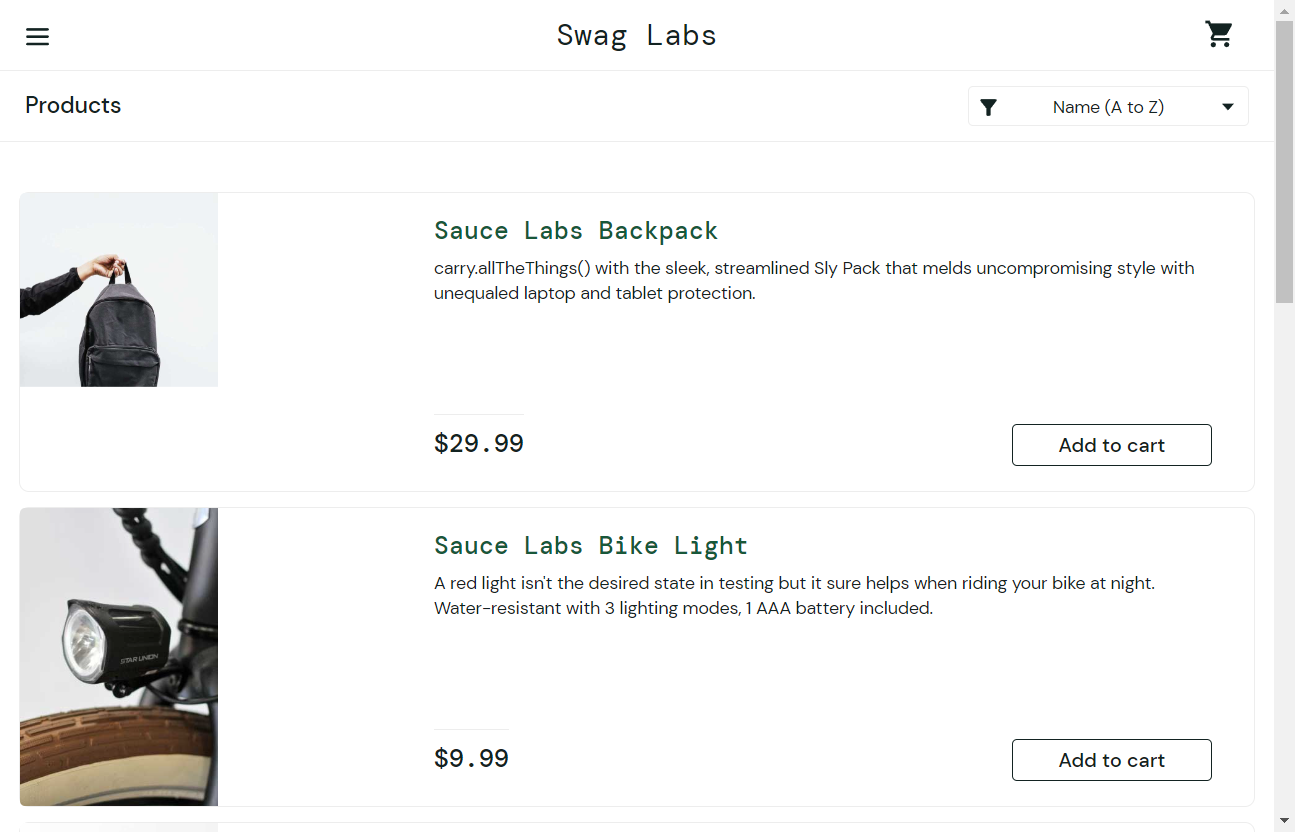 Swag Labs
Products
Name (A to Z)
Sauce Labs Backpack
carry.allTheThings() with the sleek, streamlined Sly Pack that melds uncompromising style with
unequaled laptop and tablet protection.
$29.99
Add to cart
Sauce Labs Bike Light
A red light isn't the desired state in testing but it sure helps when riding your bike at night.
Water-resistant with 3 lighting modes, 1 AAA battery included.
STAR UNION
$9.99
Add to cart